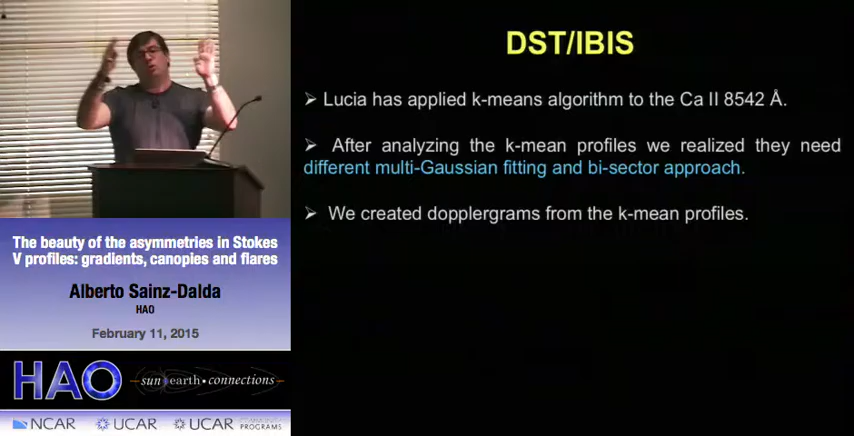 DST/IBIS
➢ Lucia has applied k-means algorithm to the Ca II 8542 Å.
➢ After analyzing the k-mean profiles we realized they need
different multi-Gaussian fitting and bi-sector approach.
➢ We created dopplergrams from the k-mean profiles.
The beauty of the asymmetries in Stokes
V profiles: gradients, canopies and flares
Alberto Sainz-Dalda
HAO
February 11, 2015
HAO
sun earth • connections
NCAR
UCAR
UCAR
PROGRAMS